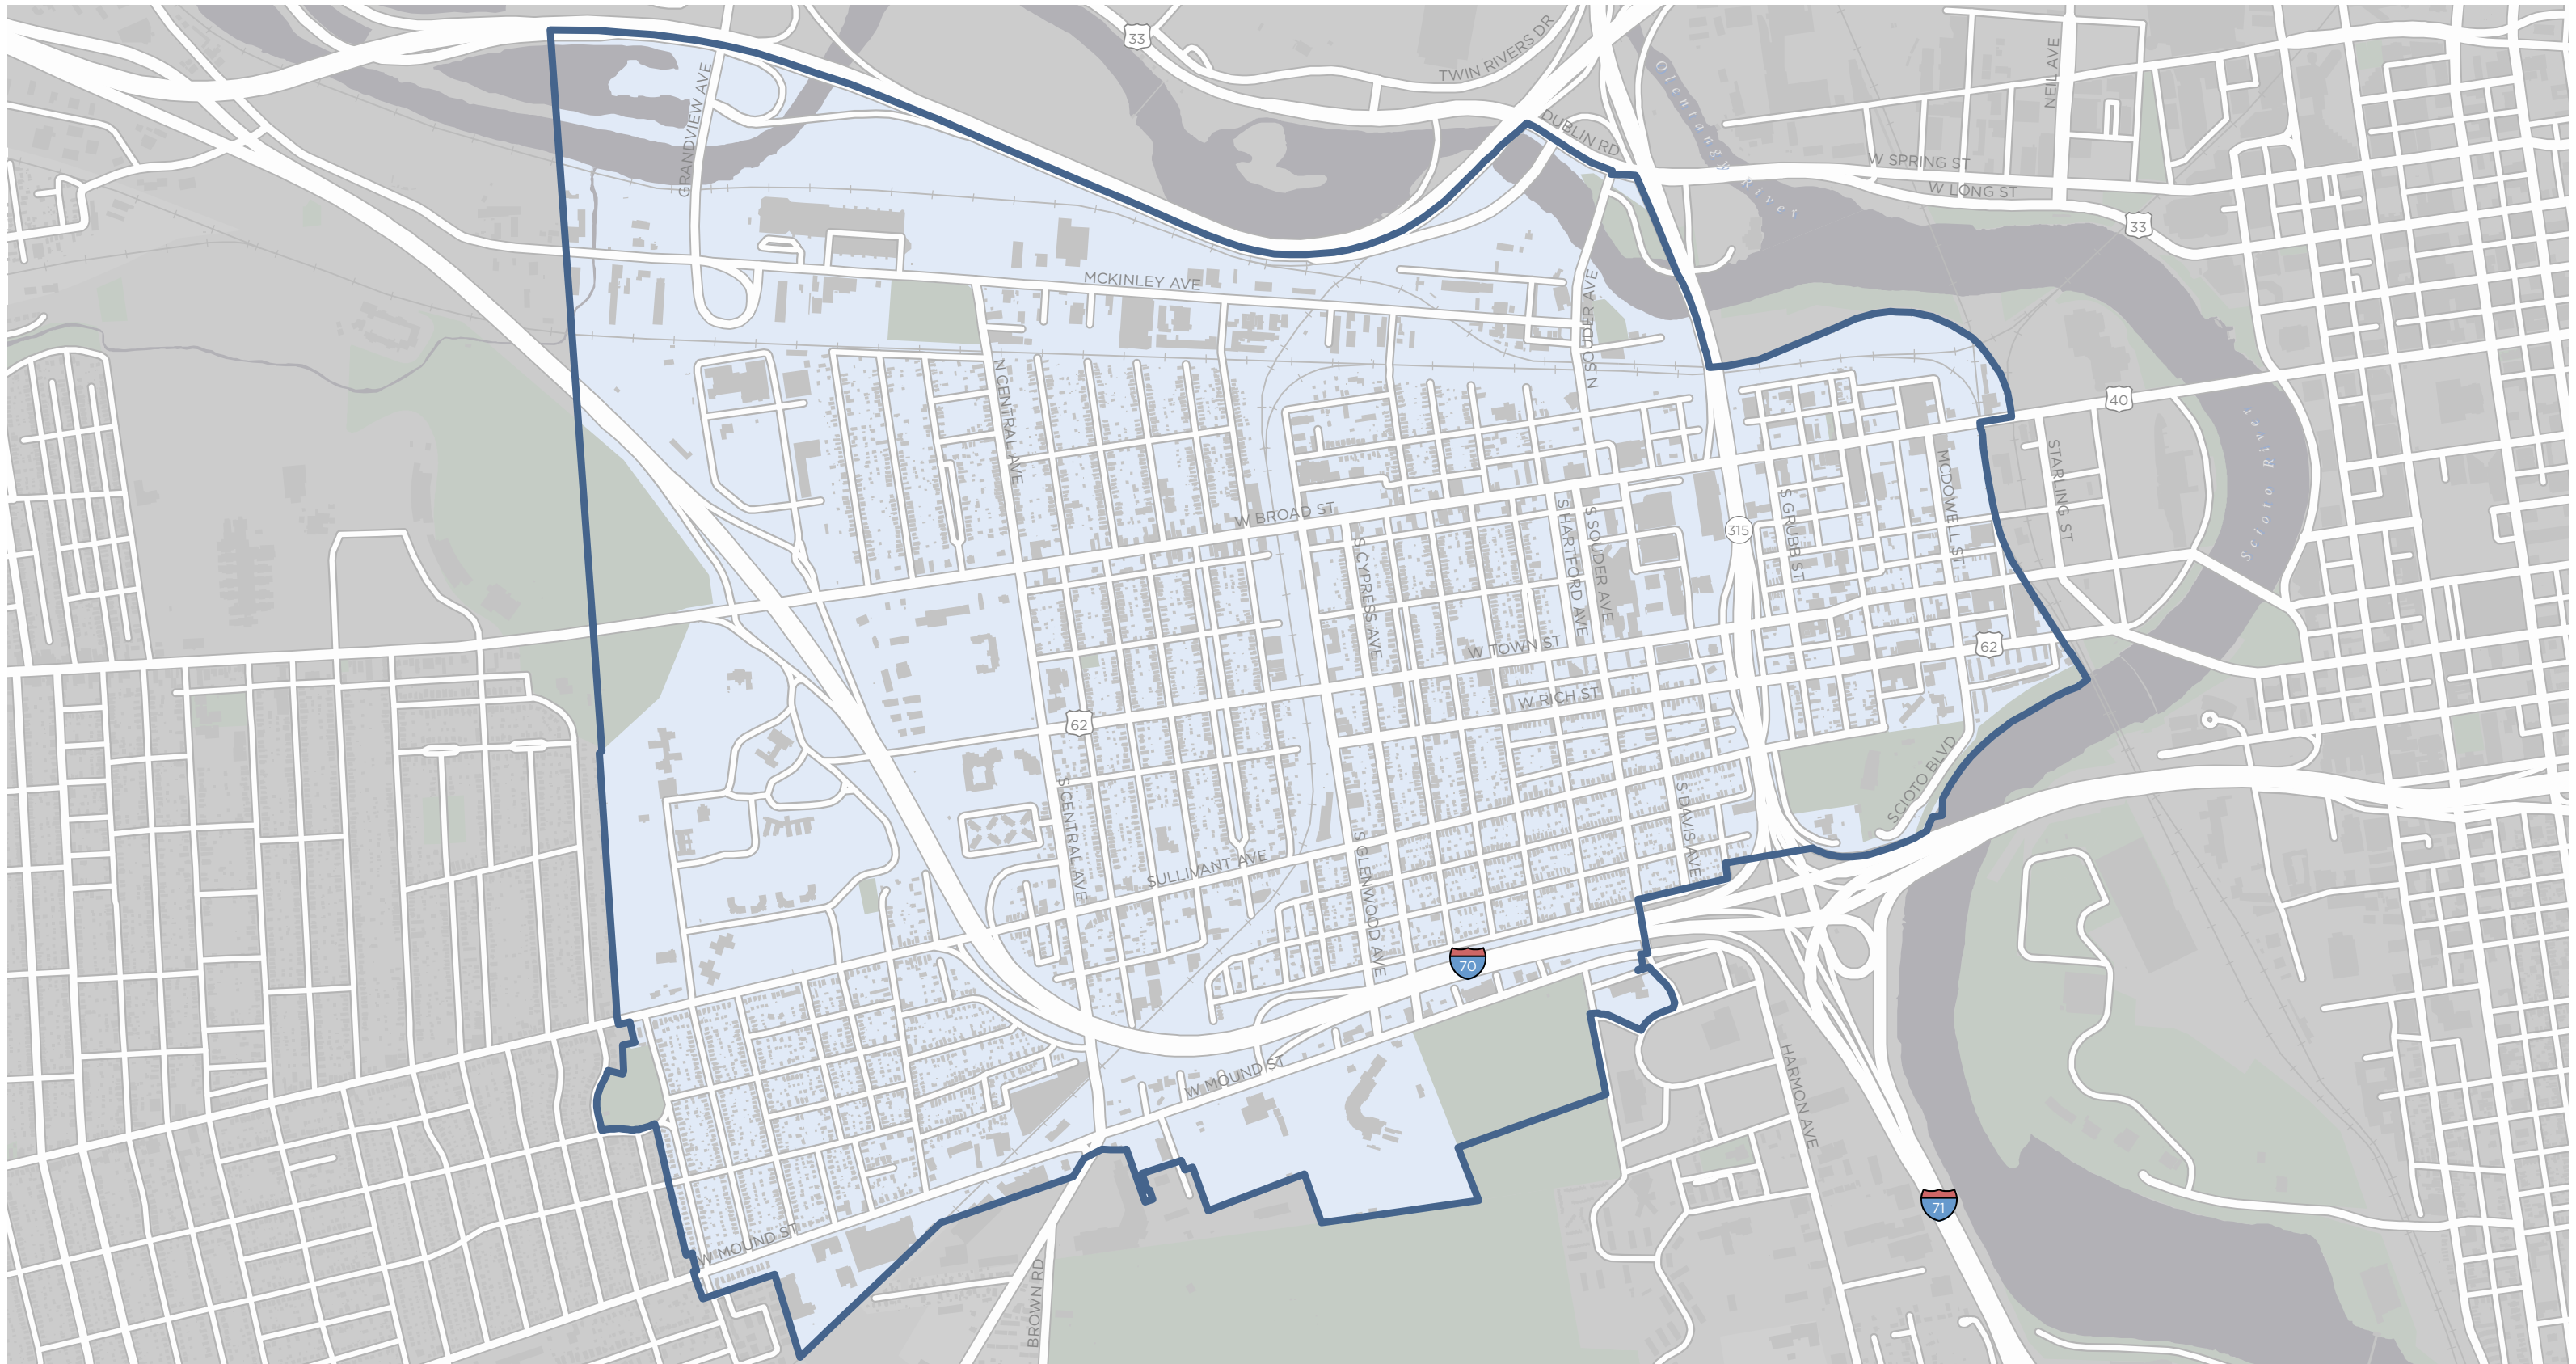 33
TWIN RIVERS DR
NEIL AVE
GRANDVIEW AVE
DUBLIN RD
Olentangy River
W SPRING ST
W LONG ST
33
MCKINLEY AVE
N SOUDER AVE
N CENTRAL AVE
40
Scioto River
STARLING ST
MCDOWELL ST
W BROAD ST
S CYPRESS AVE
S HARTFORD AVE
S SOUDER AVE
315
S GRUBB ST
W TOWN ST
62
W RICH ST
62
S CENTRAL AVE
SCIOTO BLVD
S DAVIS AVE
SULLIVANT AVE
S GLENWOOD AVE
70
W MOUND ST
HARMON AVE
W MOUND ST
71
BROWN RD